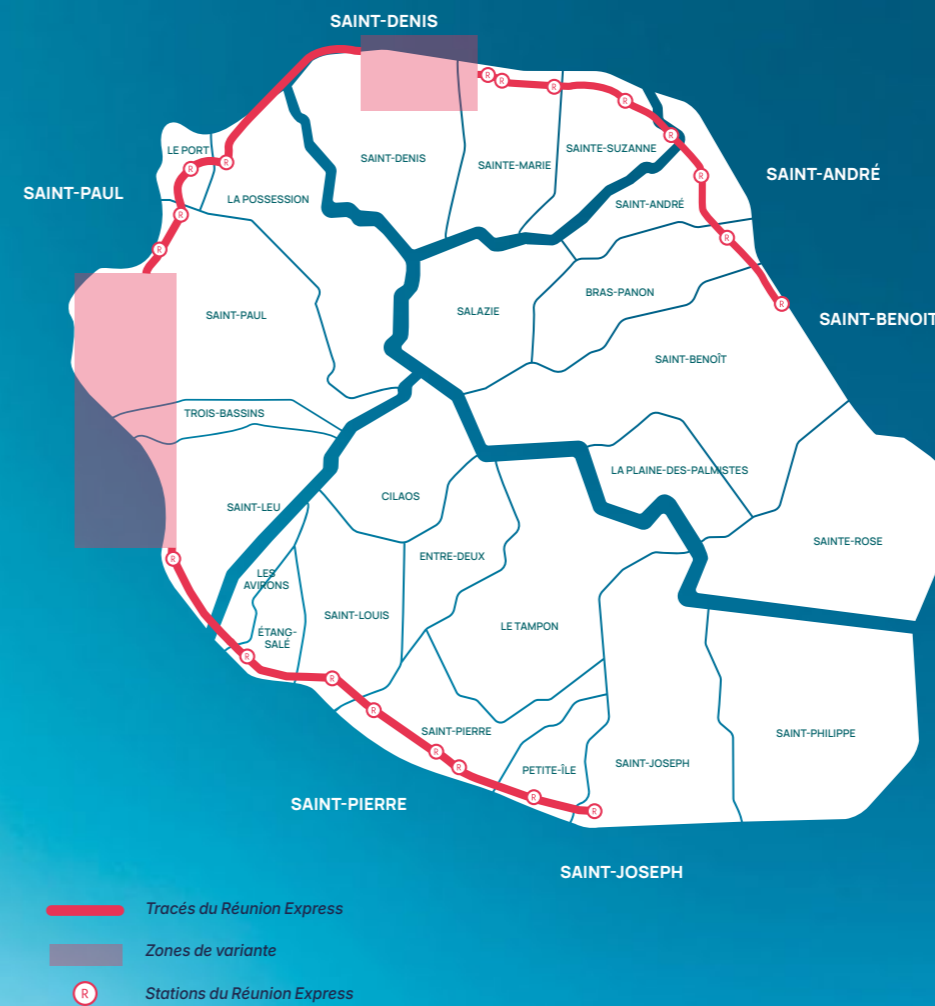 SAINT-DENIS
LE PORT
SAINT-DENIS
SAINTE-MARIE
SAINTE-SUZANNE
SAINT-ANDRÉ
SAINT-PAUL
LA POSSESSION
SAINT-ANDRÉ
SAINT-PAUL
SALAZIE
BRAS-PANON
SAINT-BENOIT
SAINT-BENOÎT
TROIS-BASSINS
LA PLAINE-DES-PALMISTES
CILAOS
SAINT-LEU
SAINTE-ROSE
ENTRE-DEUX
LES
AVIRONS
SAINT-LOUIS
LE TAMPON
ÉTANG-
SALÉ
SAINT-PIERRE
SAINT-PHILIPPE
PETITE-ÎLE
SAINT-JOSEPH
SAINT-PIERRE
SAINT-JOSEPH
Tracés du Réunion Express
Zones de variante
R
Stations du Réunion Express